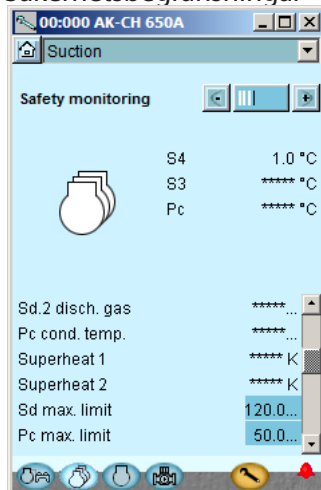 00:000 AK-CH 650A
Suction
Safety monitoring
S4 1.0 °C
S3 ***** °C
Pc ***** °C
Sd.2 disch. gas *****...
Pc cond. temp. *****...
Superheat 1 ***** K
Superheat 2 ***** K
Sd max. limit 120.0...
Pc max. limit 50.0...